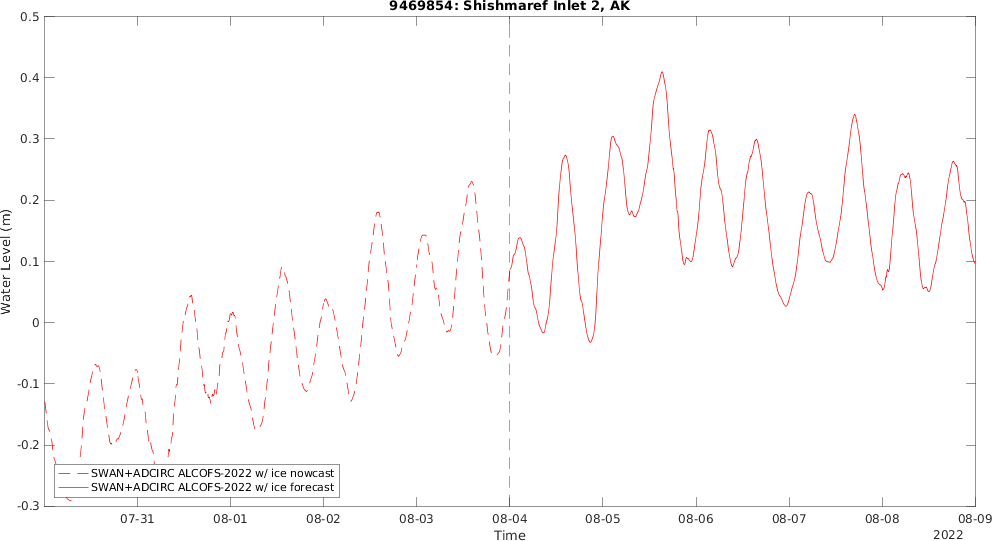 9469854: Shishmaref Inlet 2, AK
0.5
0.4
0.3
0.2
0.1
0
-0.1
-0.2
-0.3
Water Level (m)
SWAN+ADCIRC ALCOFS-2022 w/ ice nowcast
SWAN+ADCIRC ALCOFS-2022 w/ ice forecast
07-31 08-01 08-02 08-03 08-04 08-05 08-06 08-07 08-08 08-09
Time
2022